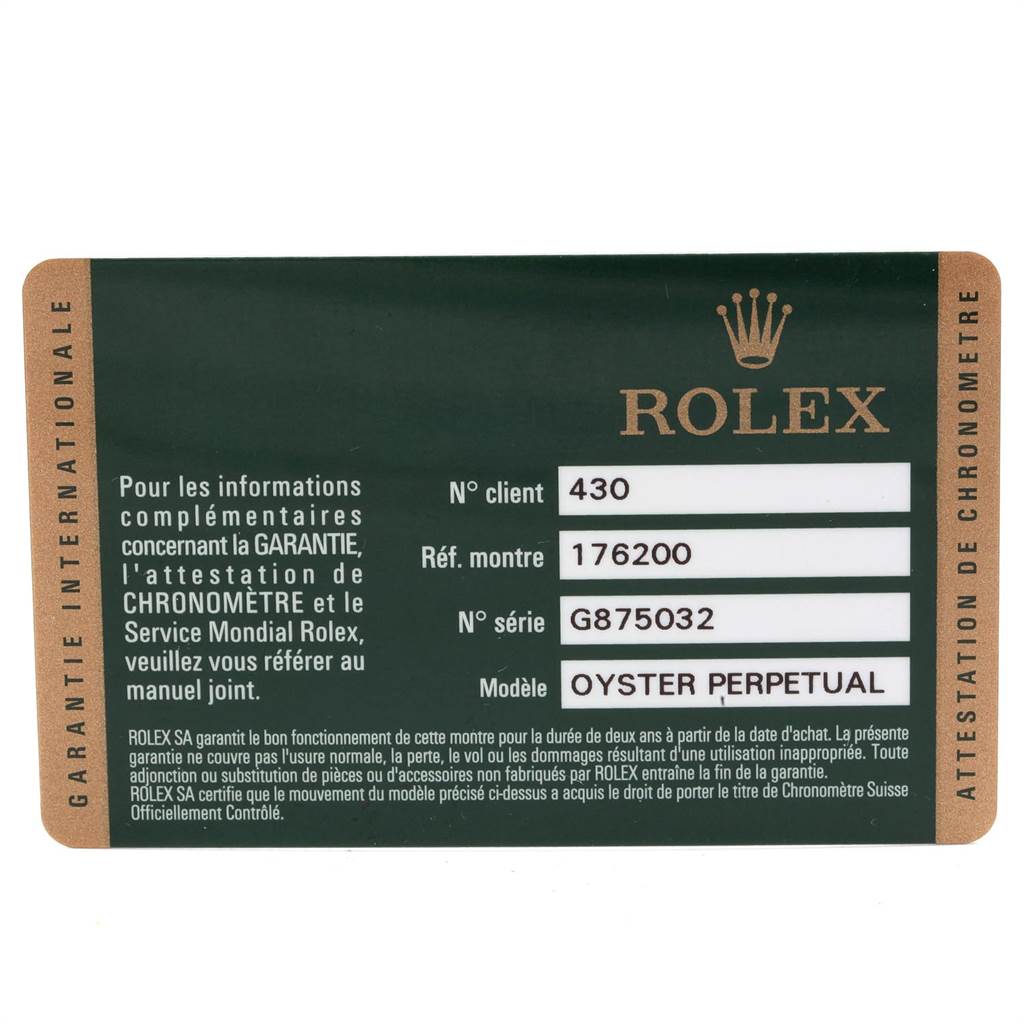 GARANTIE INTERNATIONALE
ROLEX
Pour les informations
complémentaires
concernant la GARANTIE,
l'attestation de
CHRONOMÈTRE et le
Service Mondial Rolex,
veuillez vous référer au
manuel joint.
N° client 430
Réf. montre 176200
N° série G875032
Modèle OYSTER PERPETUAL
ROLEX SA garantit le bon fonctionnement de cette montre pour la durée de deux ans à partir de la date d'achat. La présente
garantie ne couvre pas l'usure normale, la perte, le vol ou les dommages résultant d'une utilisation inappropriée. Toute
adjonction ou substitution de pièces ou d'accessoires non fabriqués par ROLEX entraîne la fin de la garantie.
ROLEX SA certifie que le mouvement du modèle précisé ci-dessus a acquis le droit de porter le titre de Chronomètre Suisse
Officiellement Contrôlé.
ATTESTATION DE CHRONOMETRE